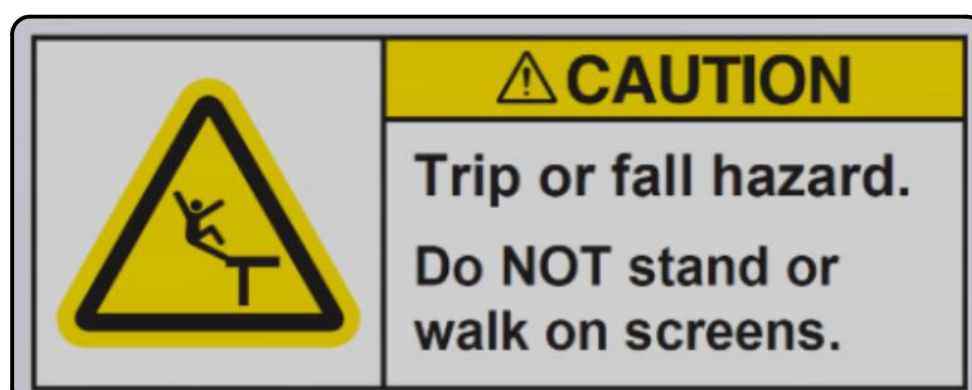 CAUTION
Trip or fall hazard.
Do NOT stand or
walk on screens.